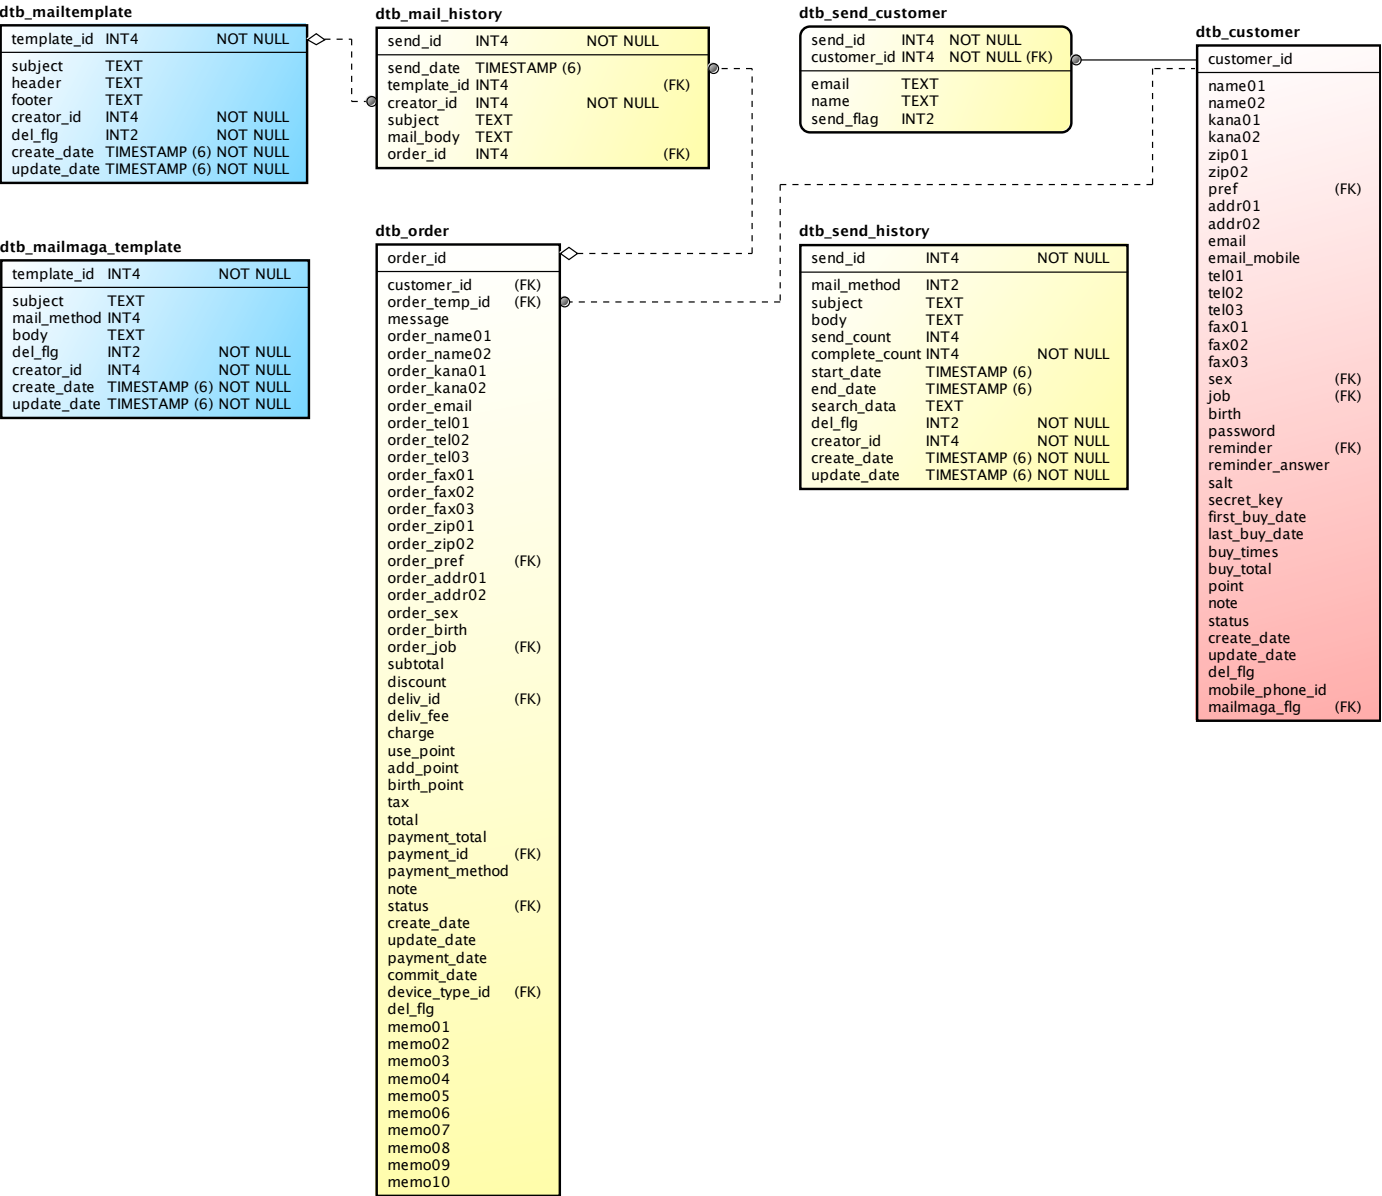 dtb_mailtemplate
template_id INT4 NOT NULL
subject TEXT
header TEXT
footer TEXT
creator_id INT4 NOT NULL
del_flg INT2 NOT NULL
create_date TIMESTAMP (6) NOT NULL
update_date TIMESTAMP (6) NOT NULL
dtb_mailmaga_template
template_id INT4 NOT NULL
subject TEXT
mail_method INT4
body TEXT
del_flg INT2 NOT NULL
creator_id INT4 NOT NULL
create_date TIMESTAMP (6) NOT NULL
update_date TIMESTAMP (6) NOT NULL
dtb_mail_history
send_id INT4 NOT NULL
send_date TIMESTAMP (6)
template_id INT4 (FK)
creator_id INT4 NOT NULL
subject TEXT
mail_body TEXT
order_id INT4 (FK)
dtb_order
order_id
customer_id (FK)
order_temp_id (FK)
message
order_name01
order_name02
order_kana01
order_kana02
order_email
order_tel01
order_tel02
order_tel03
order_fax01
order_fax02
order_fax03
order_zip01
order_zip02
order_pref (FK)
order_addr01
order_addr02
order_sex
order_birth
order_job (FK)
subtotal
discount
deliv_id (FK)
deliv_fee
charge
use_point
add_point
birth_point
tax
total
payment_total
payment_id (FK)
payment_method
note
status (FK)
create_date
update_date
payment_date
commit_date
device_type_id (FK)
del_flg
memo01
memo02
memo03
memo04
memo05
memo06
memo07
memo08
memo09
memo10
dtb_send_customer
send_id INT4 NOT NULL
customer_id INT4 NOT NULL (FK)
email TEXT
name TEXT
send_flag INT2
dtb_send_history
send_id INT4 NOT NULL
mail_method INT2
subject TEXT
body TEXT
send_count INT4
complete_count INT4 NOT NULL
start_date TIMESTAMP (6)
end_date TIMESTAMP (6)
search_data TEXT
del_flg INT2 NOT NULL
creator_id INT4 NOT NULL
create_date TIMESTAMP (6) NOT NULL
update_date TIMESTAMP (6) NOT NULL
dtb_customer
customer_id
name01
name02
kana01
kana02
zip01
zip02
pref (FK)
addr01
addr02
email
email_mobile
tel01
tel02
tel03
fax01
fax02
fax03
sex (FK)
job (FK)
birth
password
reminder (FK)
reminder_answer
salt
secret_key
first_buy_date
last_buy_date
buy_times
buy_total
point
note
status
create_date
update_date
del_flg
mobile_phone_id
mailmaga_flg (FK)